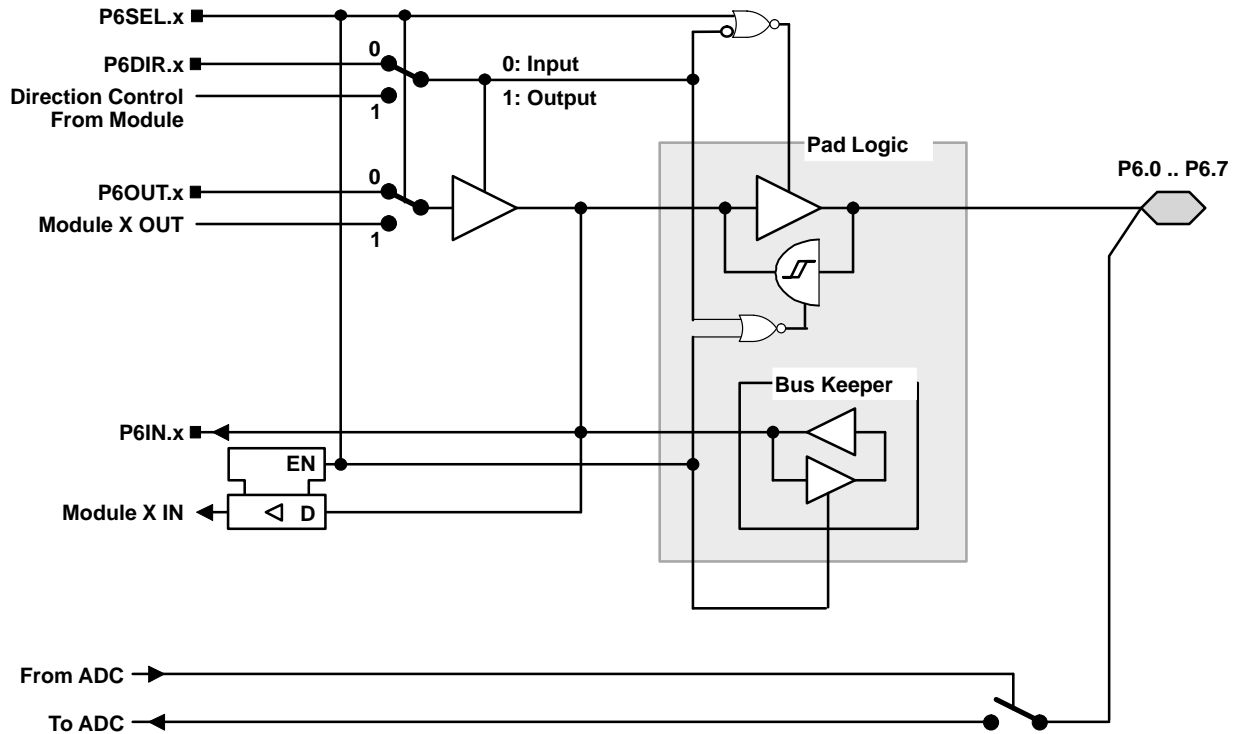 P6SEL.x
P6DIR.x
0
0: Input
1: Output
Direction Control
From Module
1
Pad Logic
P6.0 .. P6.7
P6OUT.x
0
Module X OUT
1
Bus Keeper
P6IN.x
EN
Module X IN
D
From ADC
To ADC